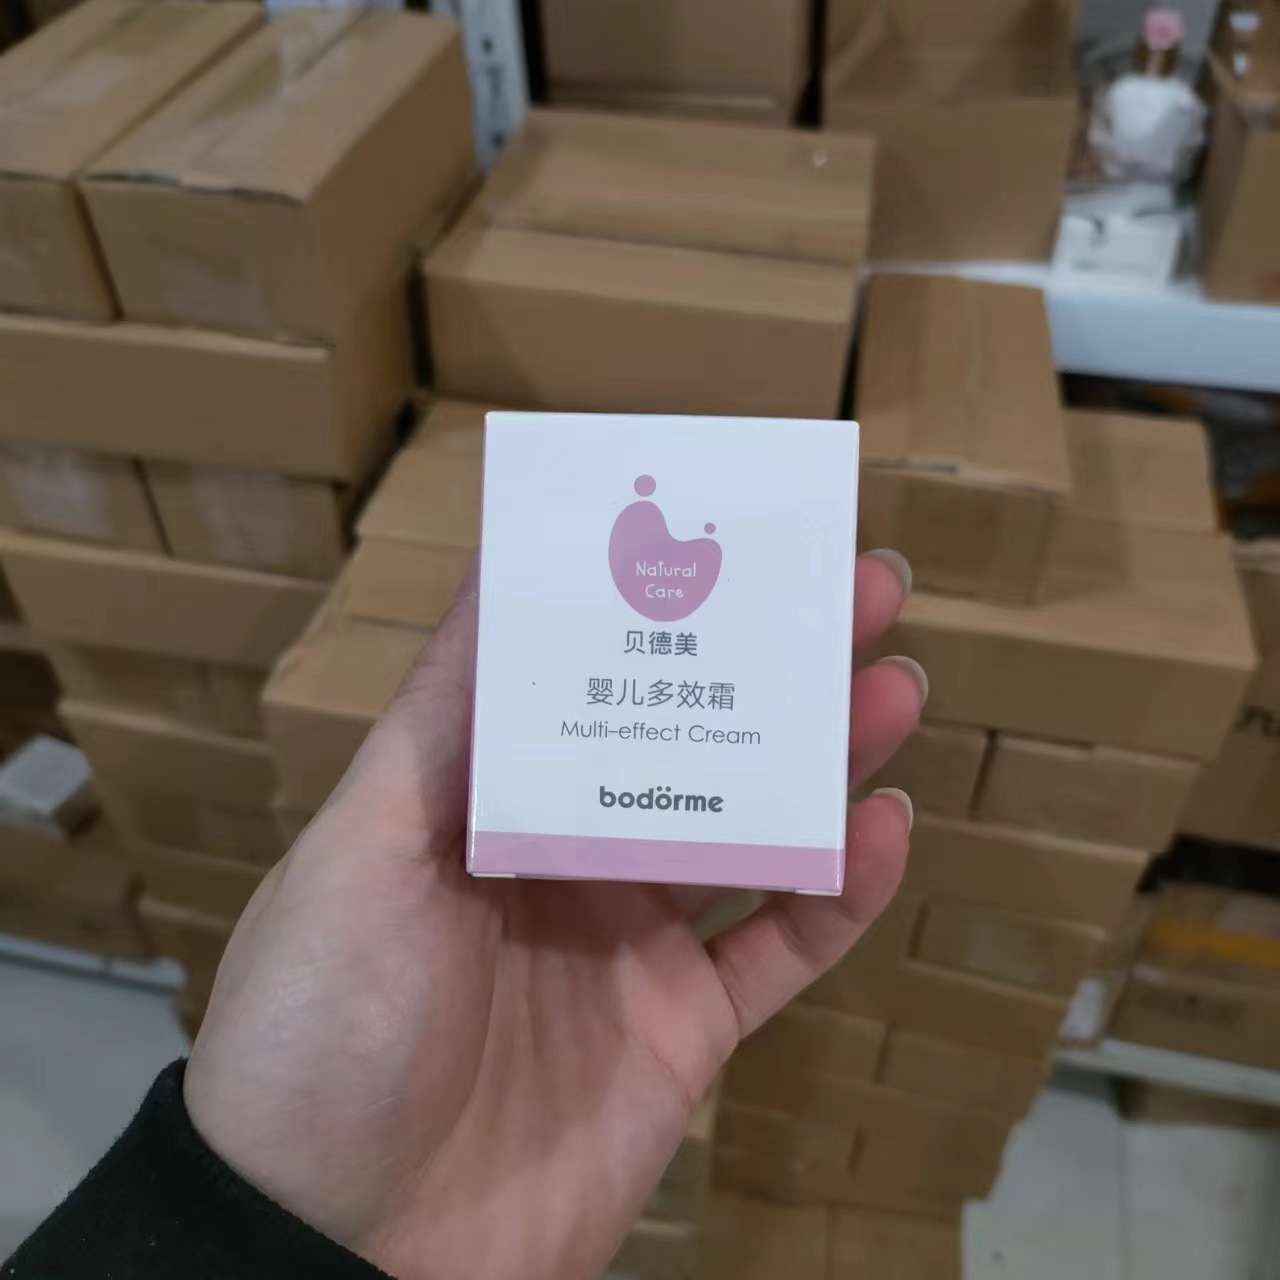 Natural
Care
贝德美
婴儿多效霜
Multi-effect Cream
bodörme